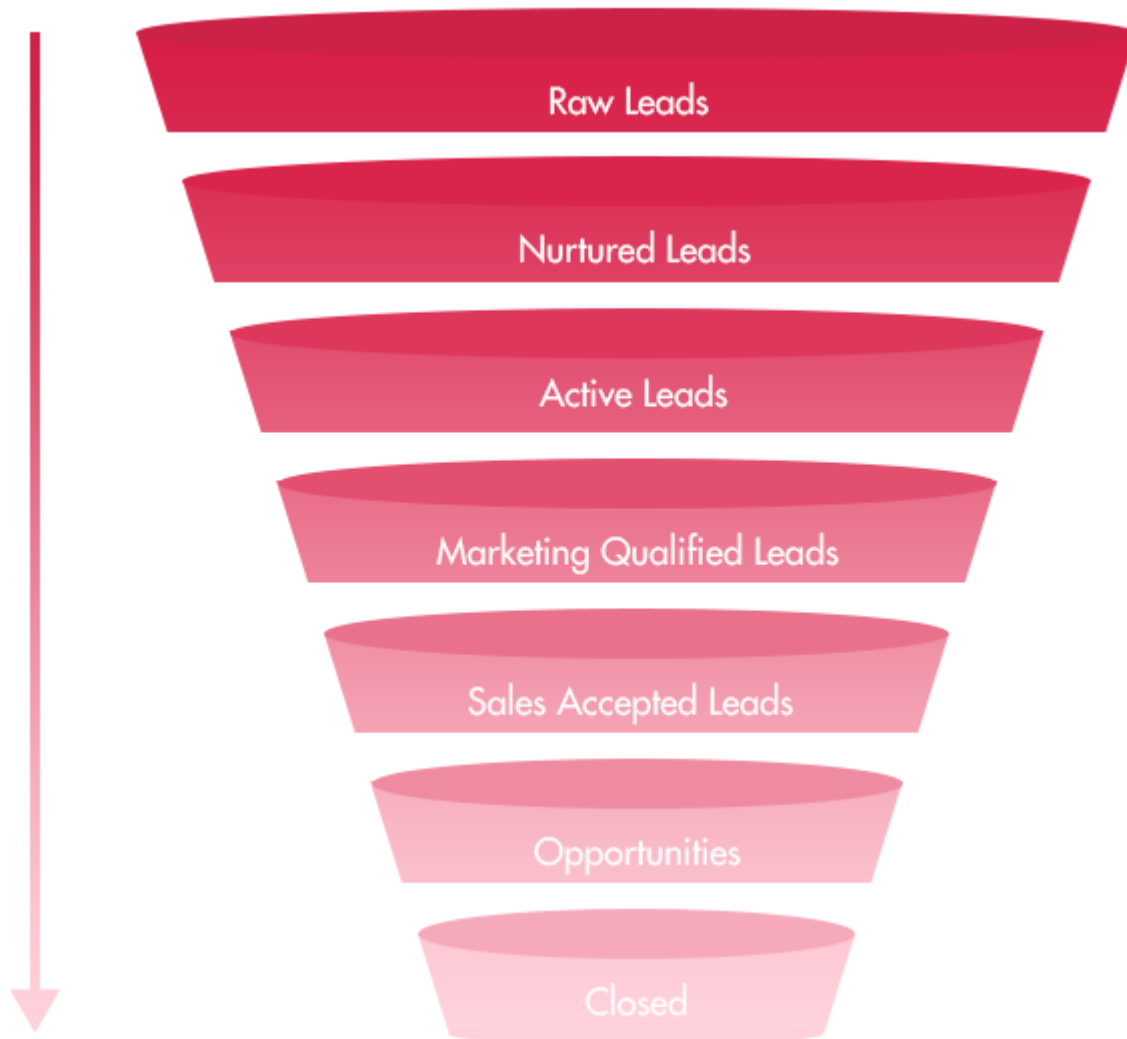 Raw Leads
Nurtured Leads
Active Leads
Marketing Qualified Leads
Sales Accepted Leads
Opportunities
Closed